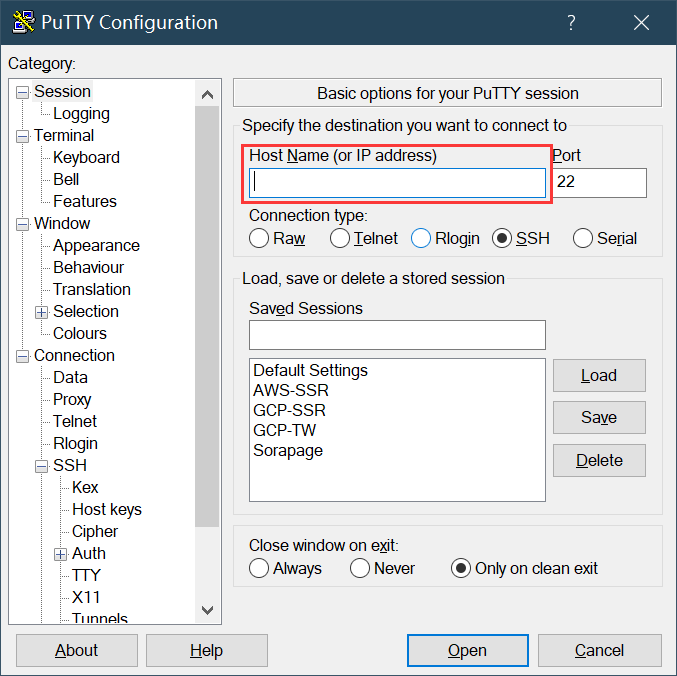 PuTTY Configuration
?
Category:
Session
Logging
Terminal
Keyboard
Bell
Features
Window
Appearance
Behaviour
Translation
Selection
Colours
Connection
Data
Proxy
Telnet
Rlogin
SSH
Kex
Host keys
Cipher
Auth
TTY
X11
Tunnels
Basic options for your PuTTY session
Specify the destination you want to connect to
Host Name (or IP address) Port
22
Connection type:
Raw Telnet Rlogin SSH Serial
Load, save or delete a stored session
Saved Sessions
Default Settings
AWS-SSR
GCP-SSR
GCP-TW
Sorapage
Load
Save
Delete
Close window on exit:
Always Never Only on clean exit
About Help Open Cancel